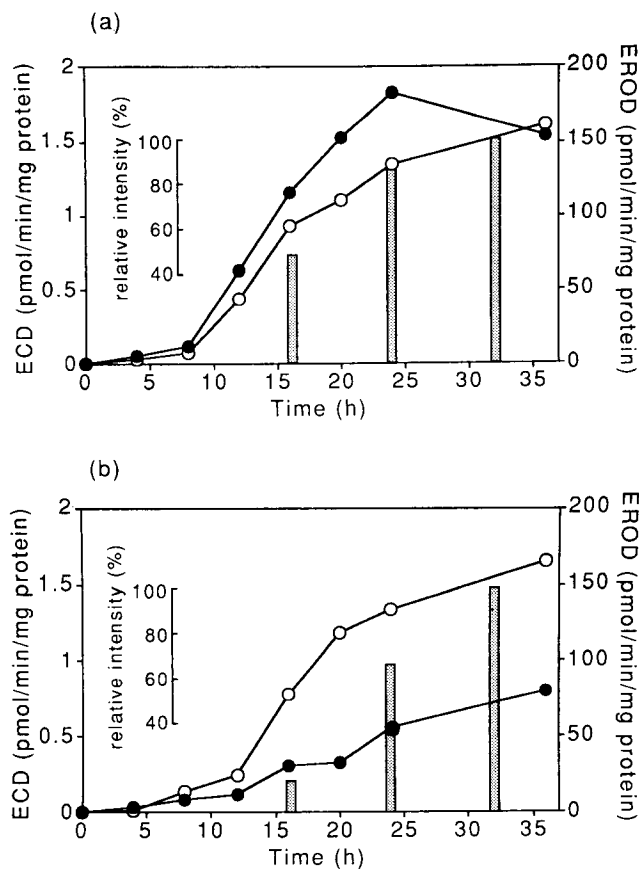 (a)
ECD (pmol/min/mg protein)
2
1.5
1
0.5
0
relative intensity (%)
100
80
60
40
EROD (pmol/min/mg protein)
200
150
100
50
0
0 5 10 15 20 25 30 35
Time (h)
(b)
ECD (pmol/min/mg protein)
2
1.5
1
0.5
0
relative intensity (%)
100
80
60
40
EROD (pmol/min/mg protein)
200
150
100
50
0
0 5 10 15 20 25 30 35
Time (h)